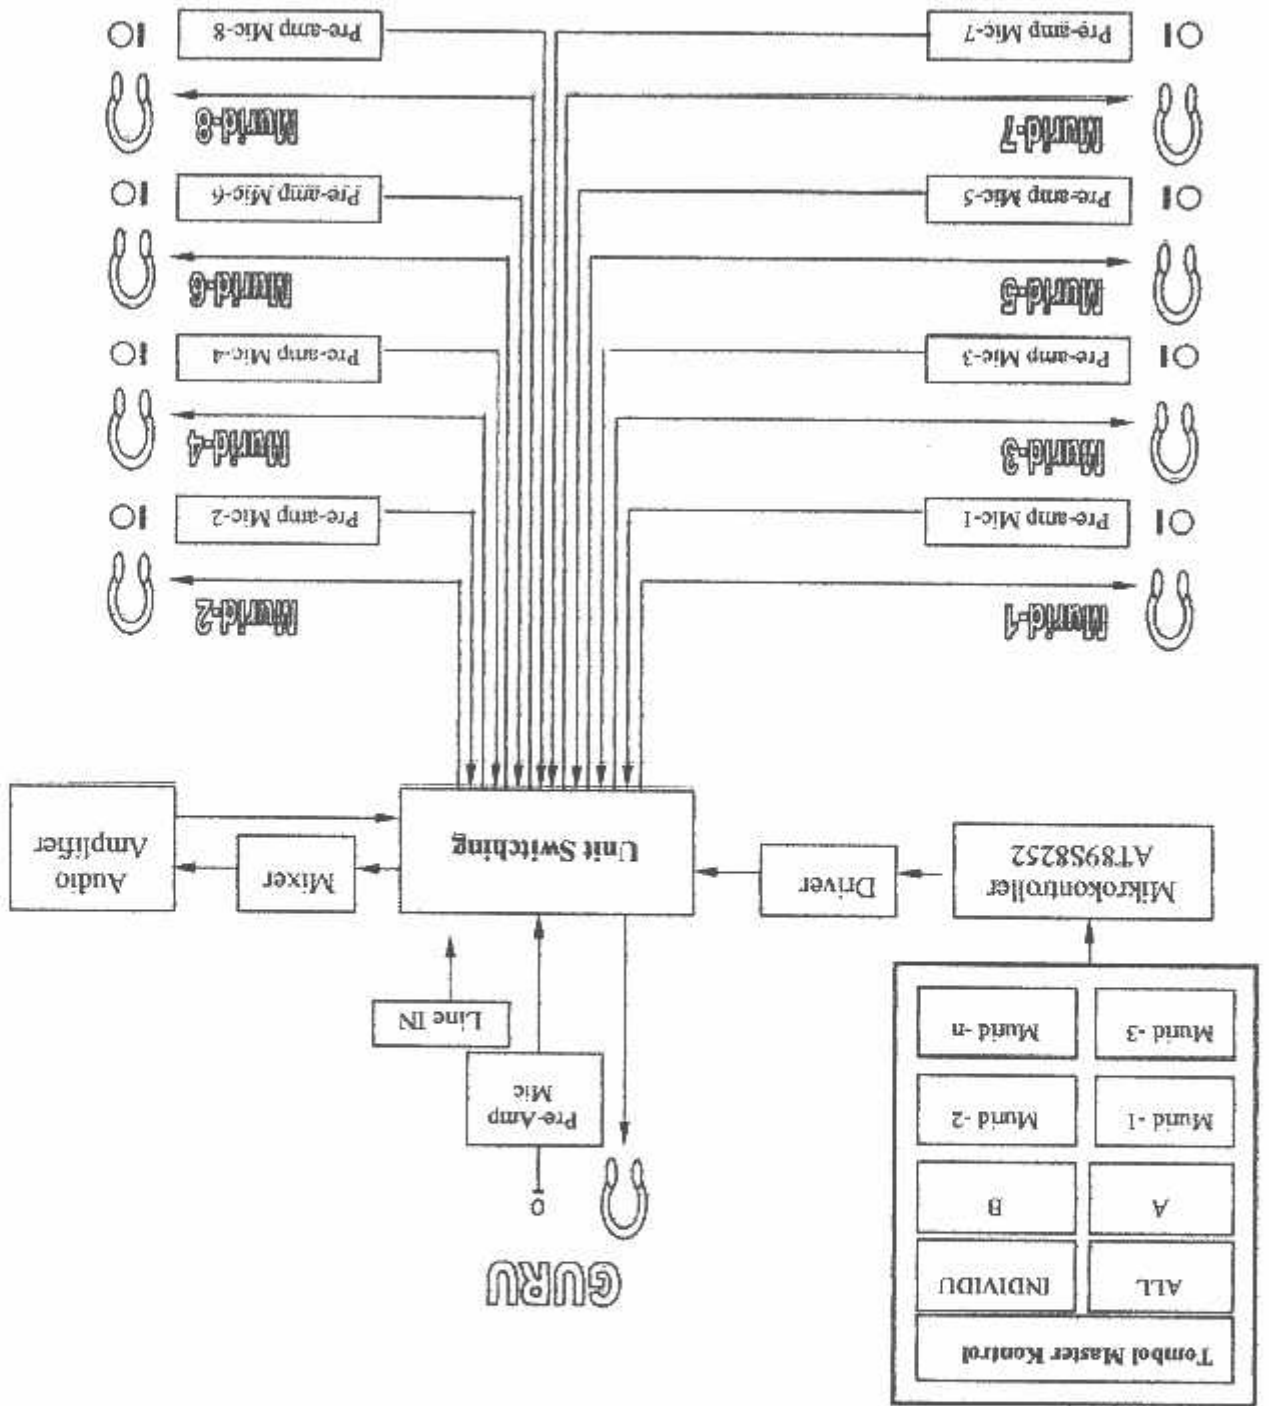 Tombol Master Kontrol
ALL
INDIVIDU
A
B
Murid -1
Murid -2
Murid -3
Murid -n
Mikrokontroller
AT89S8252
Driver
GURU
Pre-Amp
Mic
Line IN
Unit Switching
Mixer
Audio
Amplifier
Murid-1
Pre-amp Mic-1
Murid-3
Pre-amp Mic-3
Murid-5
Pre-amp Mic-5
Murid-7
Pre-amp Mic-7
Murid-2
Pre-amp Mic-2
Murid-4
Pre-amp Mic-4
Murid-6
Pre-amp Mic-6
Murid-8
Pre-amp Mic-8